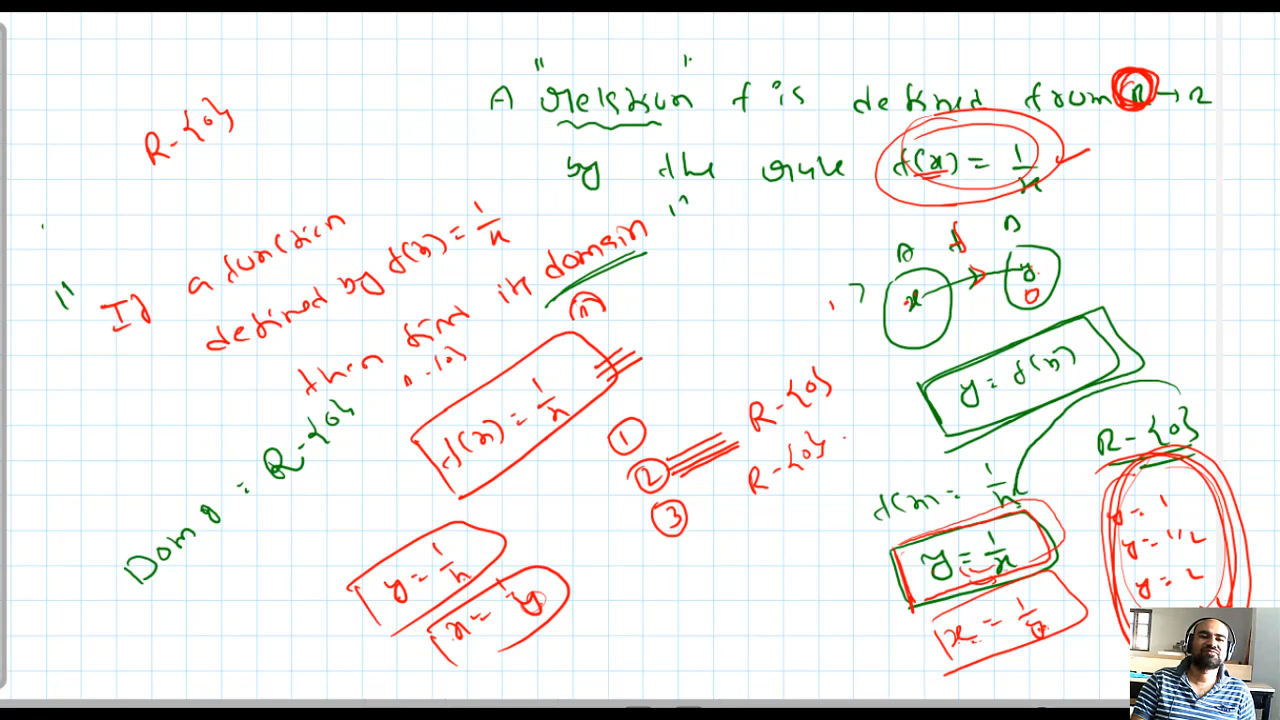 A "relation" f is defined from R → R
by the rule f(x) = 1/x
R-{0}
"If a function
defined by f(x) = 1/x
then find its domain"
A
f
x
y
0
y = f(x)
R-{0}
f(x) = 1/x
(1)
R-{0}
(2)
R-{0}
(3)
Dom f = R-{0}
R-{0}
f(x) = 1/x
y = 1
y = 1/2
y = 2
y = 1/x
y = 1/x
x = 1/y
x = 1/y